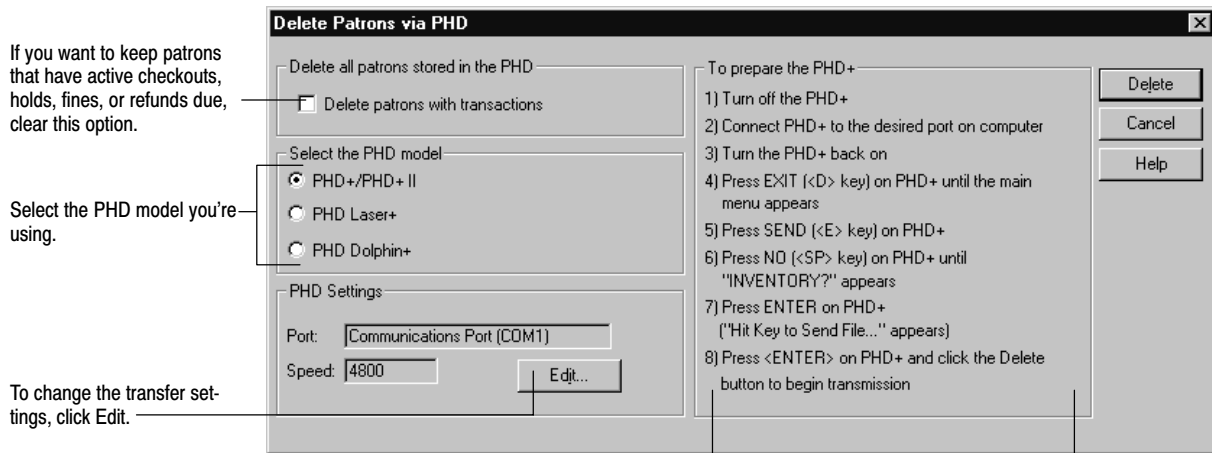 Delete Patrons via PHD
If you want to keep patrons
that have active checkouts,
holds, fines, or refunds due,
clear this option.
Delete all patrons stored in the PHD
Delete patrons with transactions
Select the PHD model you're
using.
Select the PHD model
PHD+/PHD+ II
PHD Laser+
PHD Dolphin+
To change the transfer set-
tings, click Edit.
PHD Settings
Port: Communications Port (COM1)
Speed: 4800
Edit...
To prepare the PHD+
1) Turn off the PHD+
2) Connect PHD+ to the desired port on computer
3) Turn the PHD+ back on
4) Press EXIT (<D> key) on PHD+ until the main
menu appears
5) Press SEND (<E> key) on PHD+
6) Press NO (<SP> key) on PHD+ until
"INVENTORY?" appears
7) Press ENTER on PHD+
("Hit Key to Send File..." appears)
8) Press <ENTER> on PHD+ and click the Delete
button to begin transmission
Delete
Cancel
Help